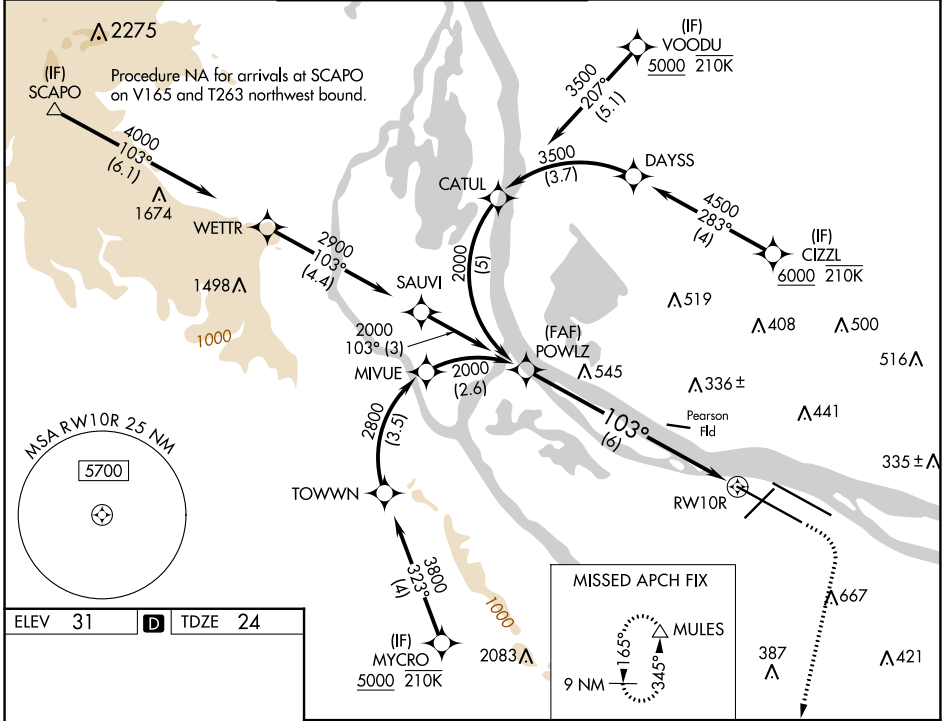 2275
(IF)
SCAPO
Procedure NA for arrivals at SCAPO
on V165 and T263 northwest bound.
(IF)
VOODU
5000 210K
3500
207°
(5.1)
4000
103°
(6.1)
1674
3500
(3.7)
DAYSS
CATUL
4500
283°
(4)
(IF)
CIZZL
6000 210K
WETTR
2900
103°
(4.4)
2000
(5)
1498
SAUVI
519
1000
2000
103° (3)
(FAF)
POWLZ
408
500
516
MIVUE
2000
(2.6)
545
336 ±
441
2800
(3.5)
103°
(6)
Pearson
Fld
335 ±
MSA RW10R 25 NM
5700
TOWWN
RW10R
3800
323°
(4)
1000
MISSED APCH FIX
MULES
165°
345°
9 NM
667
ELEV 31 D TDZE 24
(IF)
MYCRO
5000 210K
2083
387
421